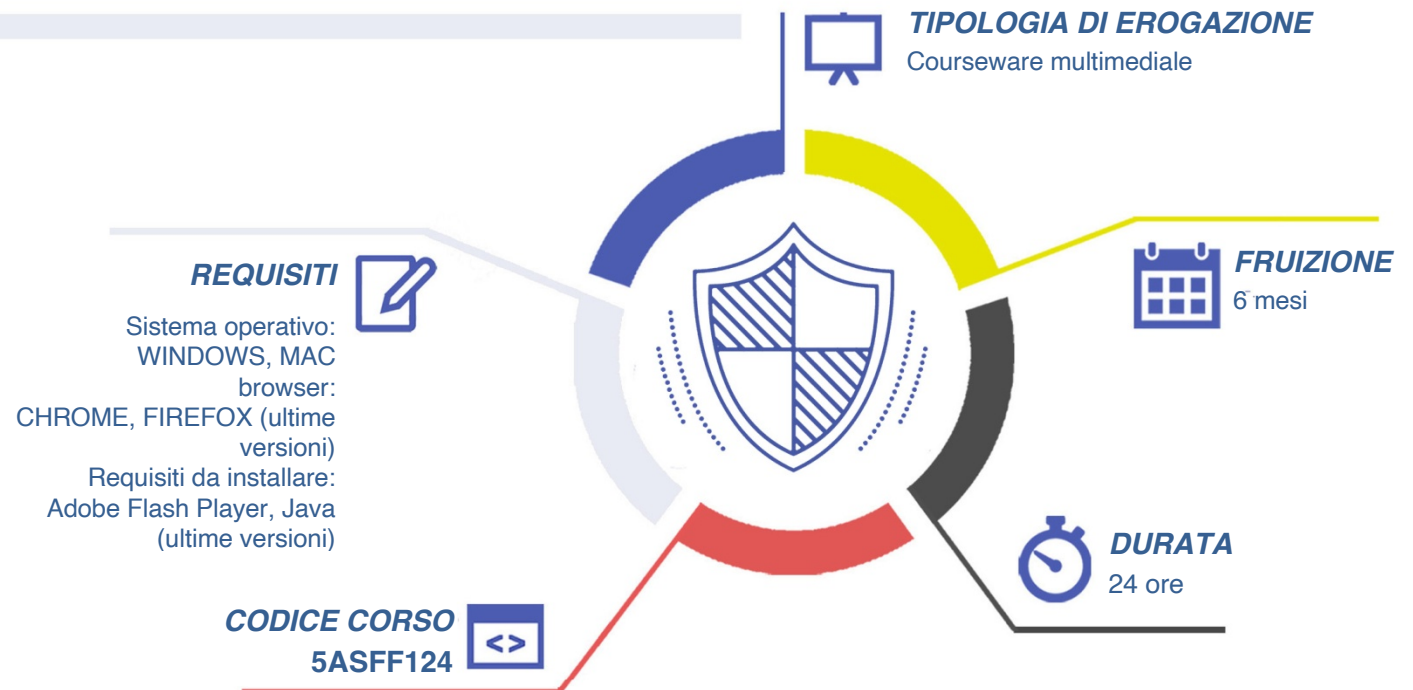 TIPOLOGIA DI EROGAZIONE
Courseware multimediale
REQUISITI
Sistema operativo:
WINDOWS, MAC
browser:
CHROME, FIREFOX (ultime
versioni)
Requisiti da installare:
Adobe Flash Player, Java
(ultime versioni)
FRUIZIONE
6 mesi
DURATA
24 ore
CODICE CORSO
<>
5ASFF124